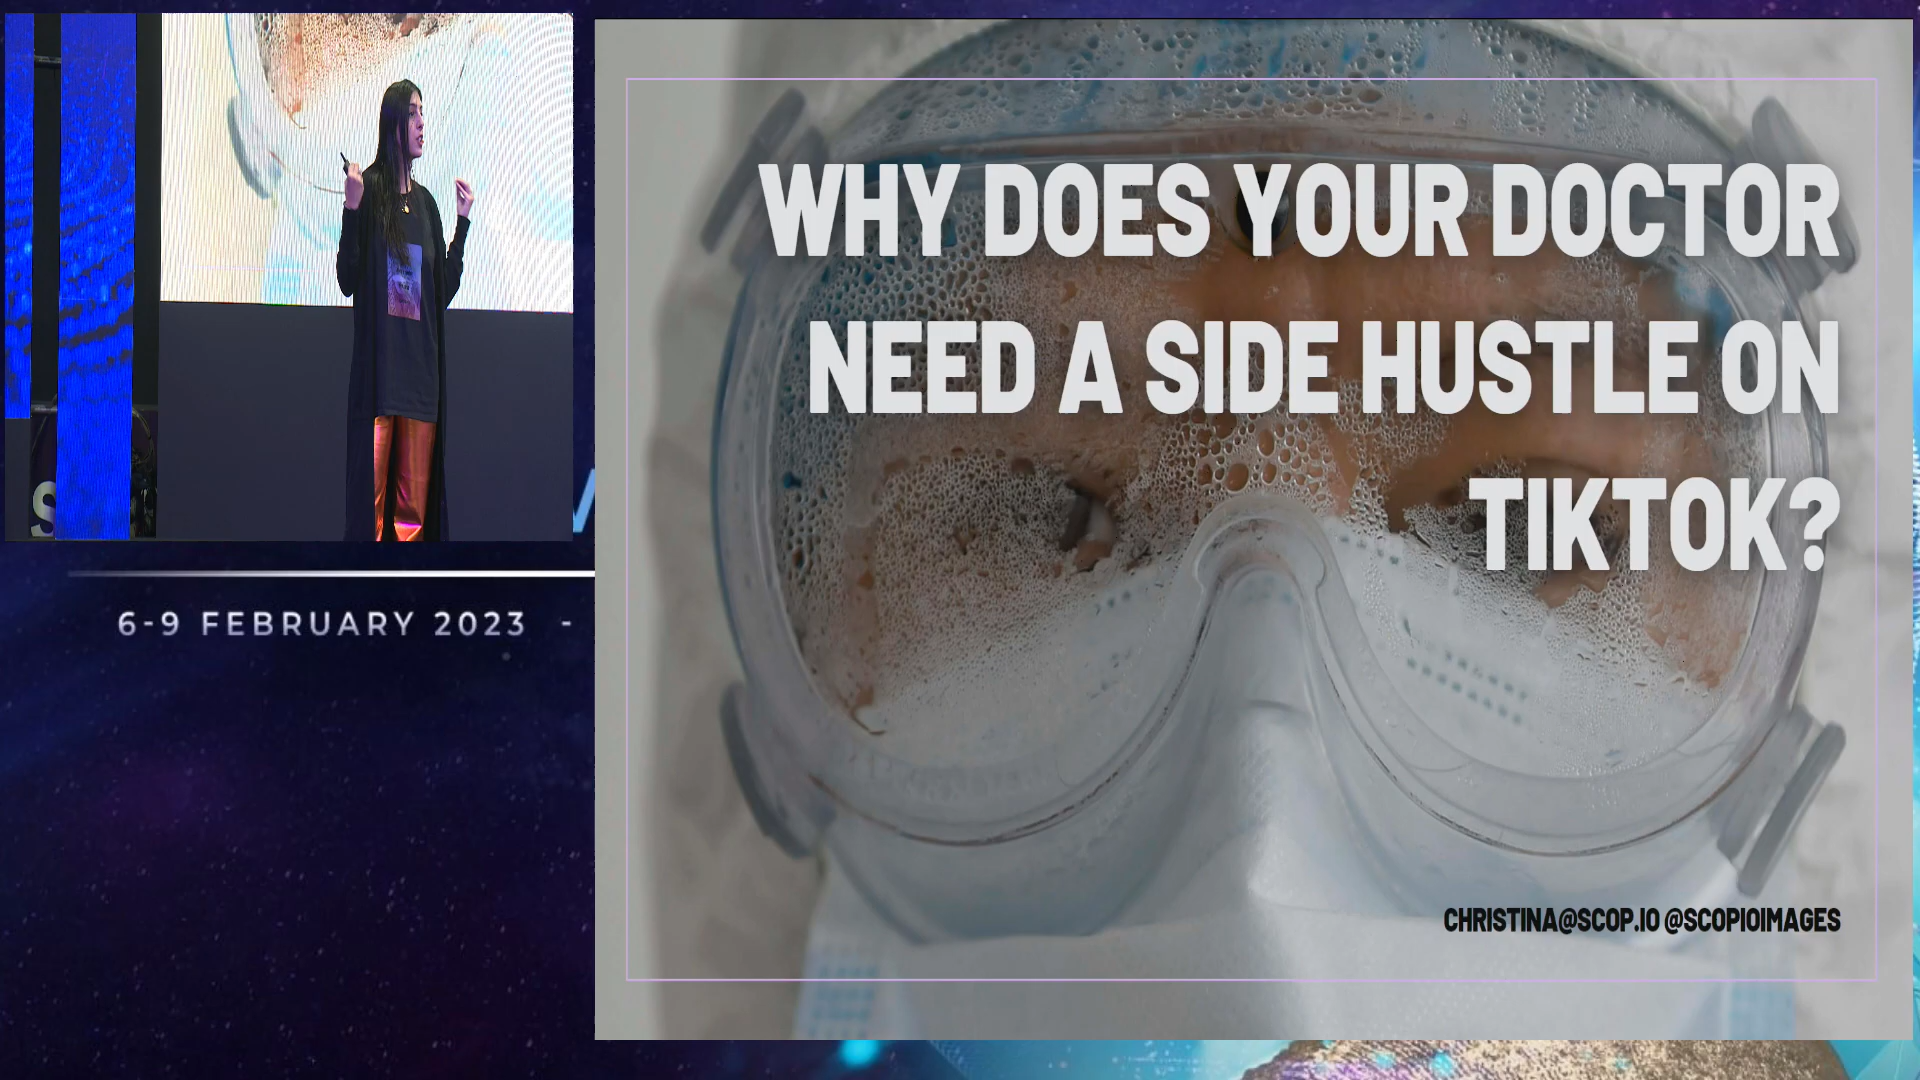 WHY DOES YOUR DOCTOR
NEED A SIDE HUSTLE ON
TIKTOK?
CHRISTINA@SCOP.IO @SCOPIOIMAGES
6-9 FEBRUARY 2023 -